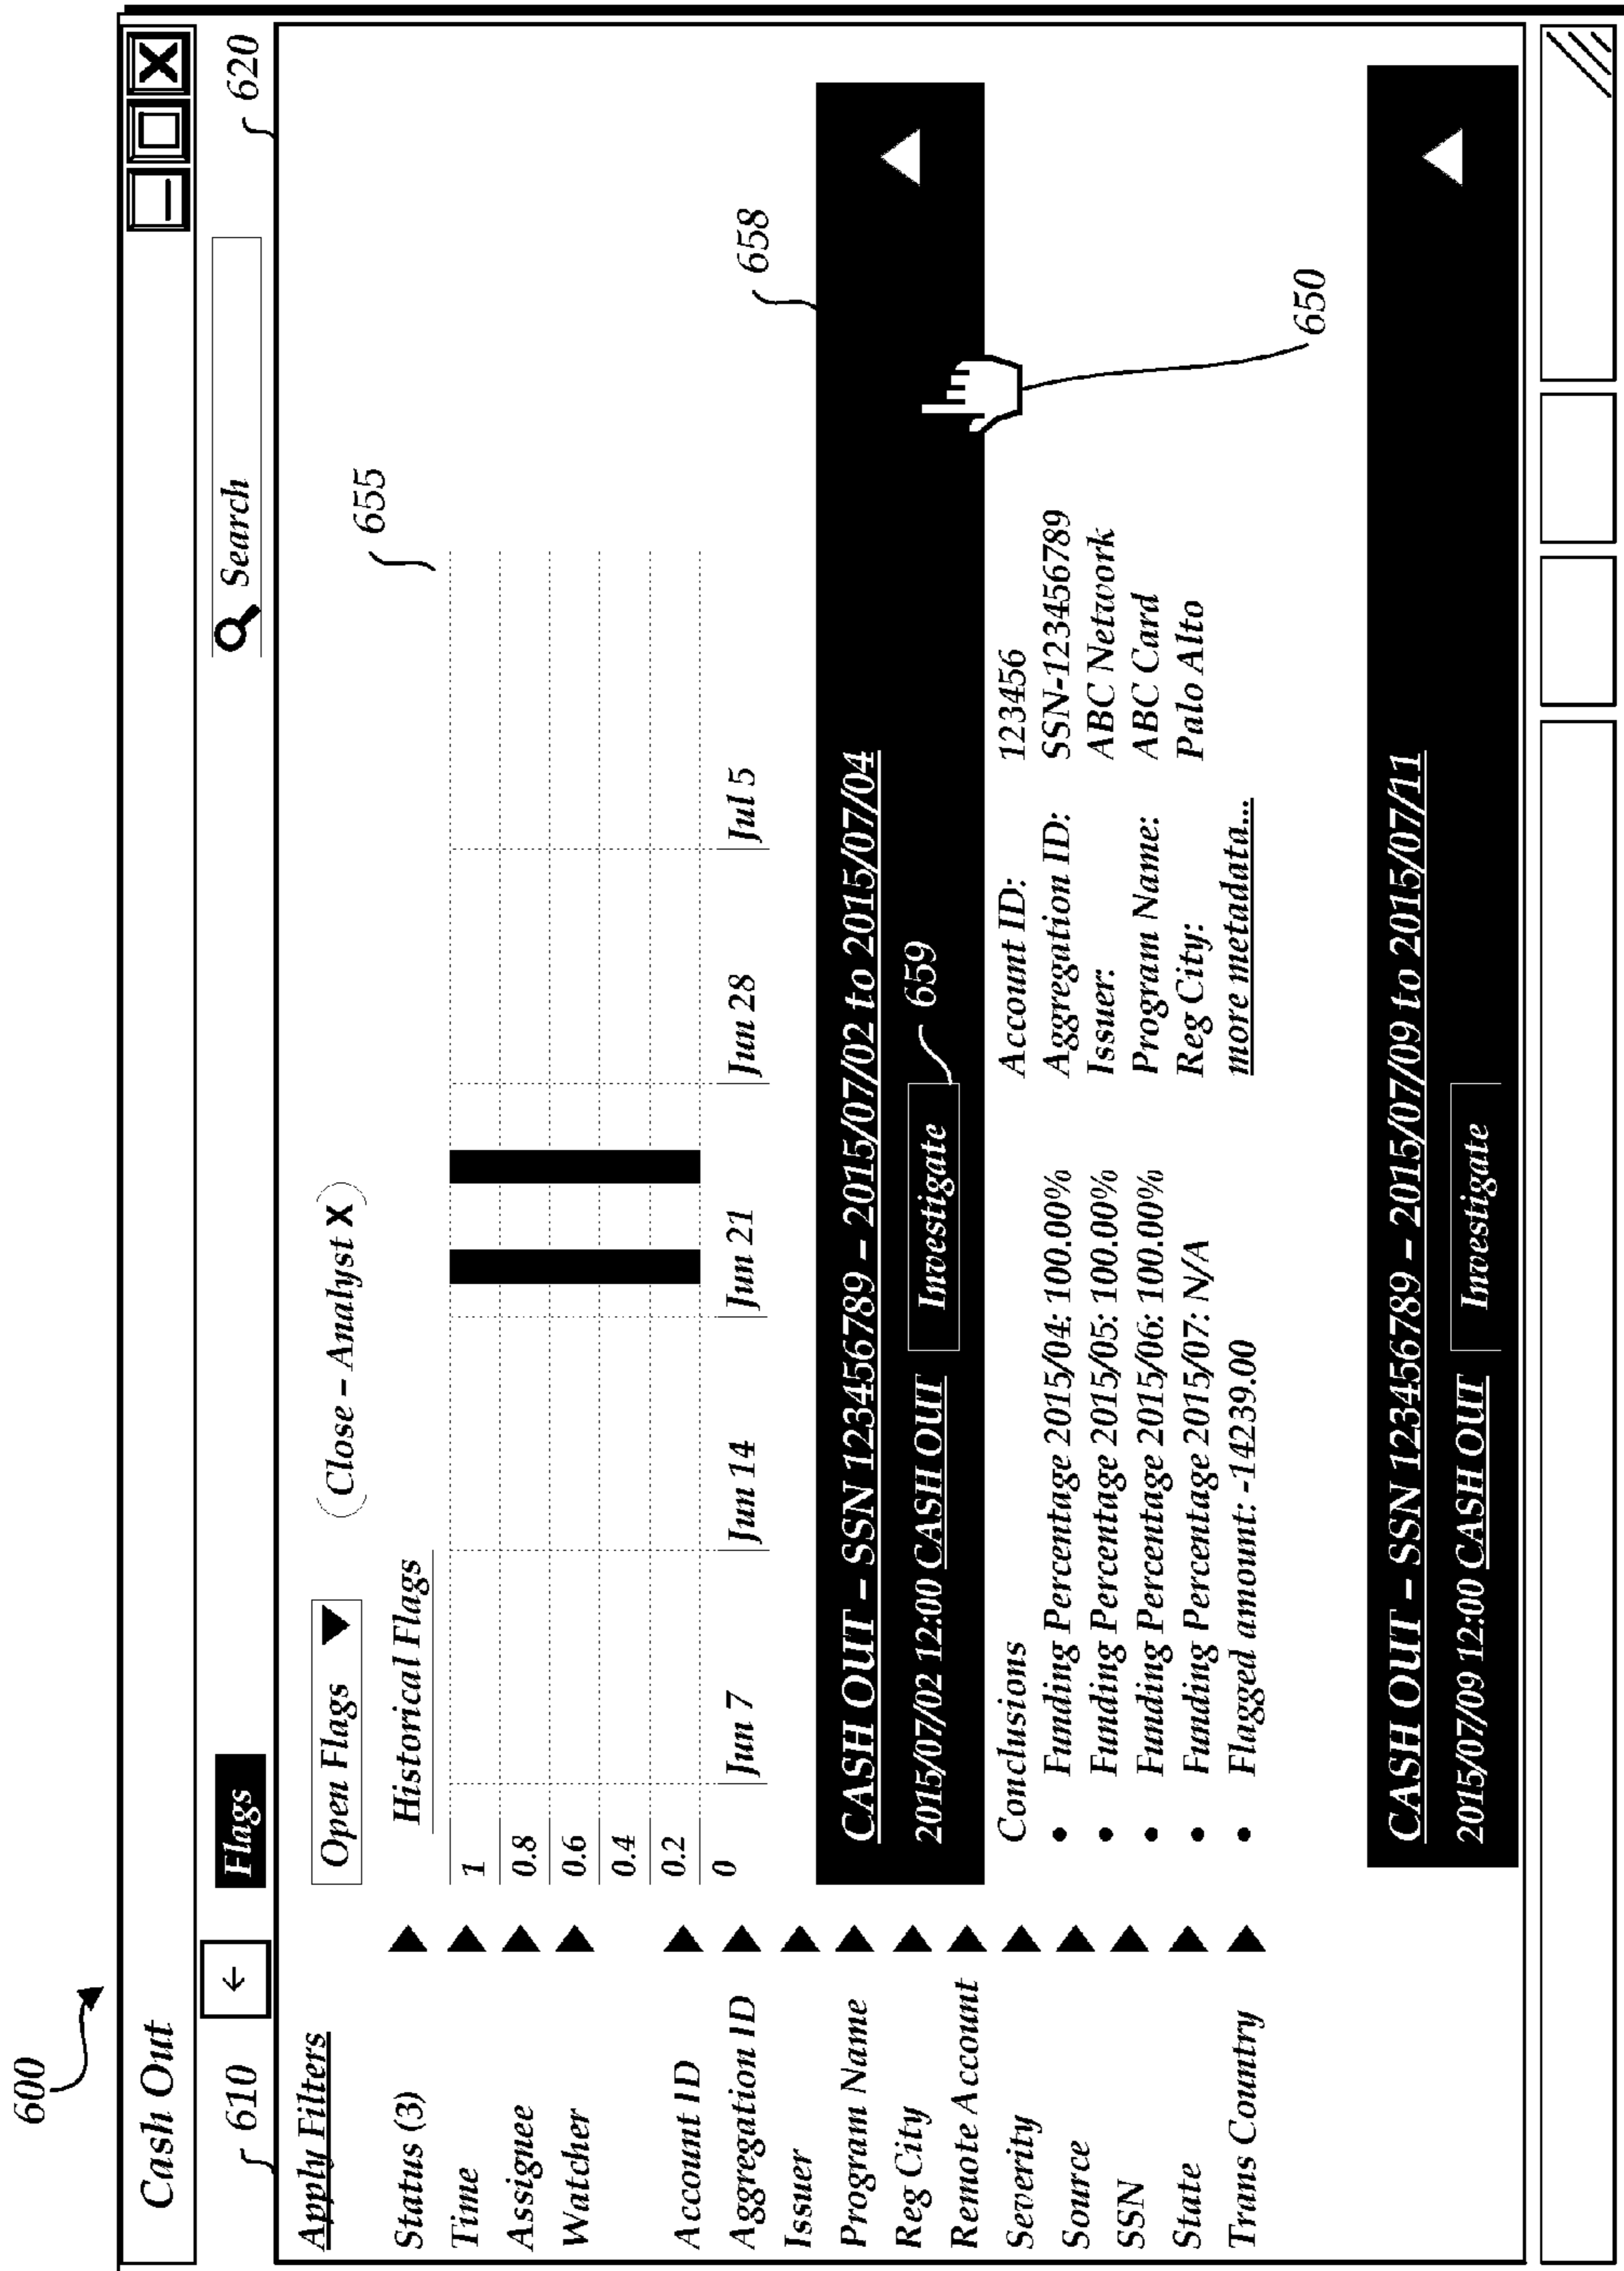 600
Cash Out
610
←
Flags
Search
620
Apply Filters
Status (3)
Time
Assignee
Watcher
Account ID
Aggregation ID
Issuer
Program Name
Reg City
Remote Account
Severity
Source
SSN
State
Trans Country
Open Flags
Close – Analyst X
Historical Flags
655
1
0.8
0.6
0.4
0.2
0
Jun 7
Jun 14
Jun 21
Jun 28
Jul 5
658
CASH OUT – SSN 123456789 – 2015/07/02 to 2015/07/04
2015/07/02 12:00 CASH OUT Investigate 659
650
Conclusions
• Funding Percentage 2015/04: 100.00%
• Funding Percentage 2015/05: 100.00%
• Funding Percentage 2015/06: 100.00%
• Funding Percentage 2015/07: N/A
• Flagged amount: -14239.00
Account ID: 123456
Aggregation ID: SSN-123456789
Issuer: ABC Network
Program Name: ABC Card
Reg City: Palo Alto
more metadata...
CASH OUT – SSN 123456789 – 2015/07/09 to 2015/07/11
2015/07/09 12:00 CASH OUT Investigate